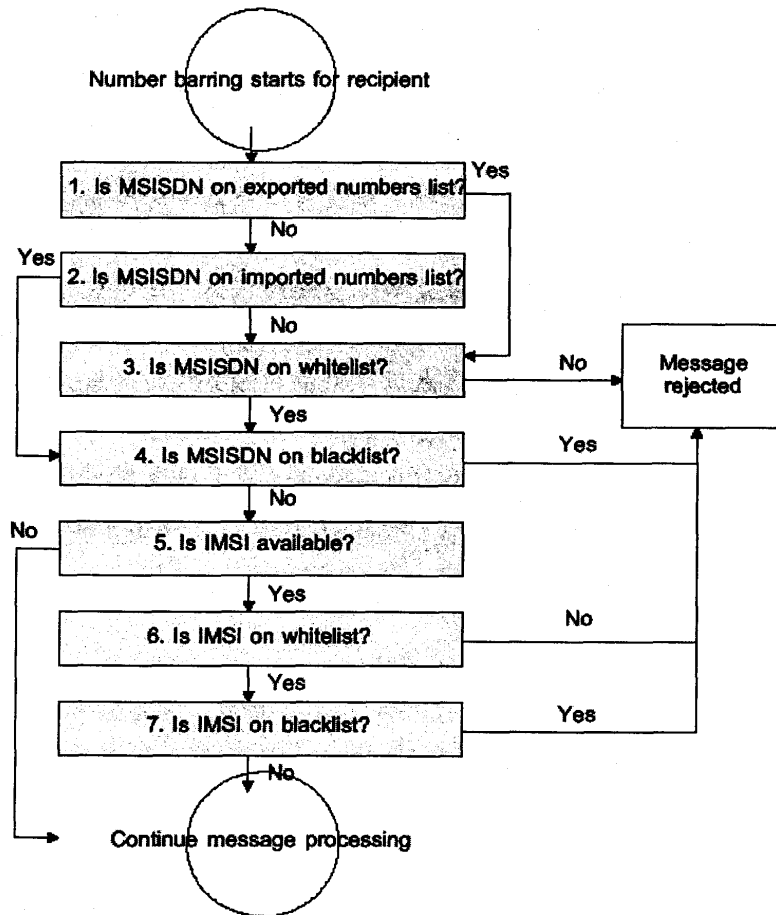 Number barring starts for recipient
Yes
1. Is MSISDN on exported numbers list?
No
Yes
2. Is MSISDN on imported numbers list?
No
3. Is MSISDN on whitelist?
No
Message
rejected
Yes
4. Is MSISDN on blacklist?
Yes
No
No
5. Is IMSI available?
Yes
6. Is IMSI on whitelist?
No
Yes
7. Is IMSI on blacklist?
Yes
No
Continue message processing